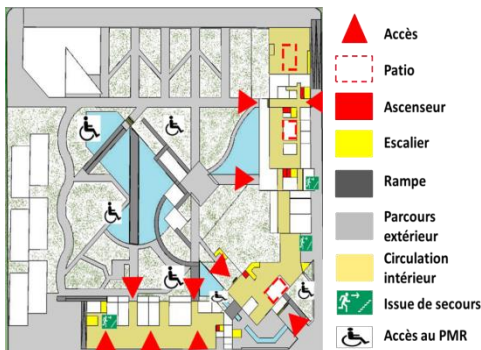 Accès
Patio
Ascenseur
Escalier
Rampe
Parcours
extérieur
Circulation
intérieur
Issue de secours
Accès au PMR